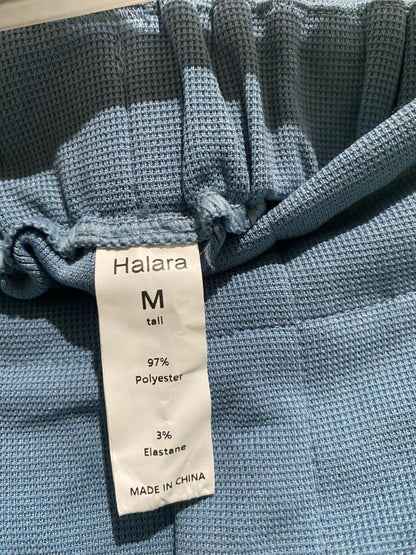 Halara
M
tall
97%
Polyester
3%
Elastane
MADE IN CHINA